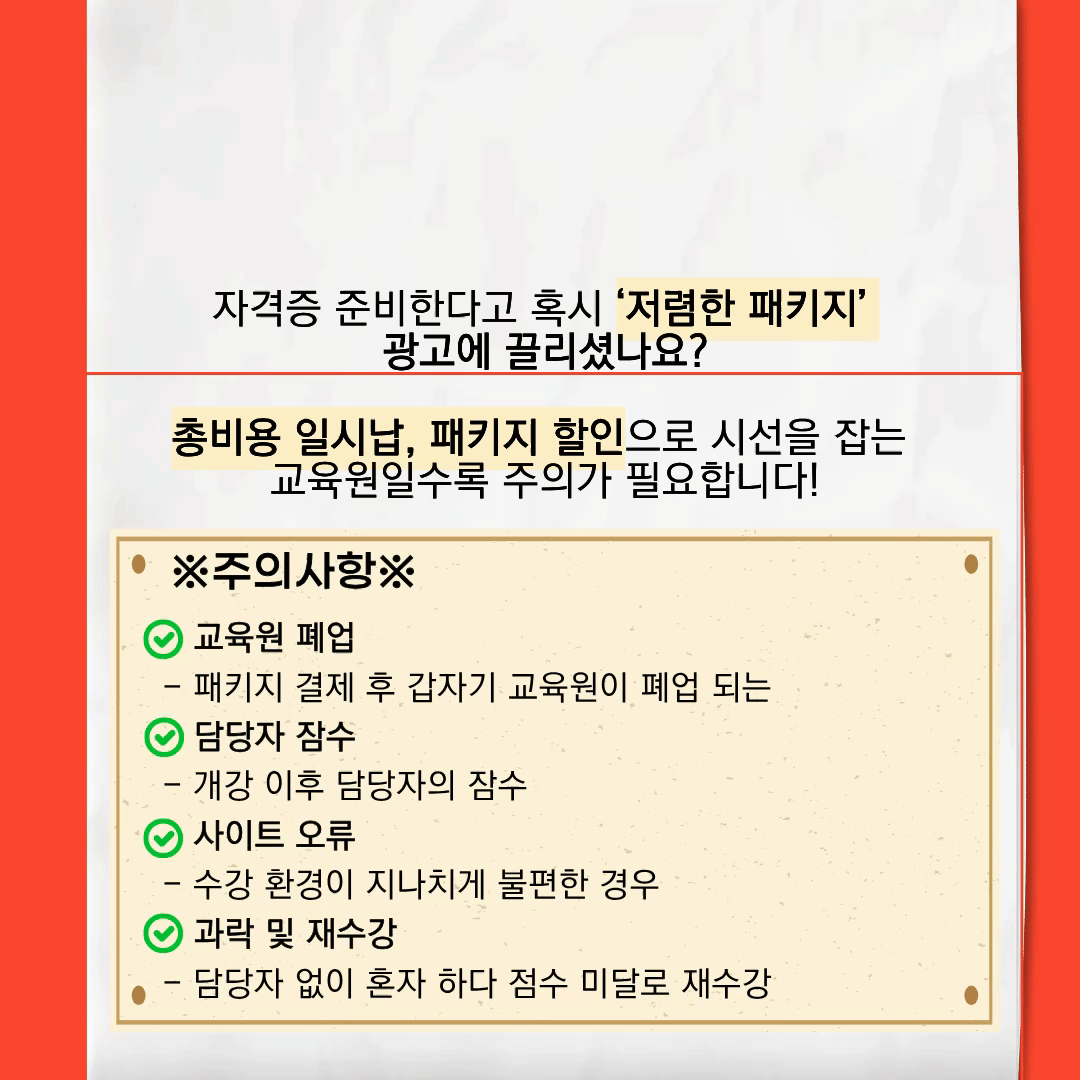 자격증 준비한다고 혹시 ‘저렴한 패키지’
광고에 끌리셨나요?
총비용 일시납, 패키지 할인으로 시선을 잡는
교육원일수록 주의가 필요합니다!
※주의사항※
교육원 폐업
– 패키지 결제 후 갑자기 교육원이 폐업 되는
담당자 잠수
– 개강 이후 담당자의 잠수
사이트 오류
– 수강 환경이 지나치게 불편한 경우
과락 및 재수강
– 담당자 없이 혼자 하다 점수 미달로 재수강